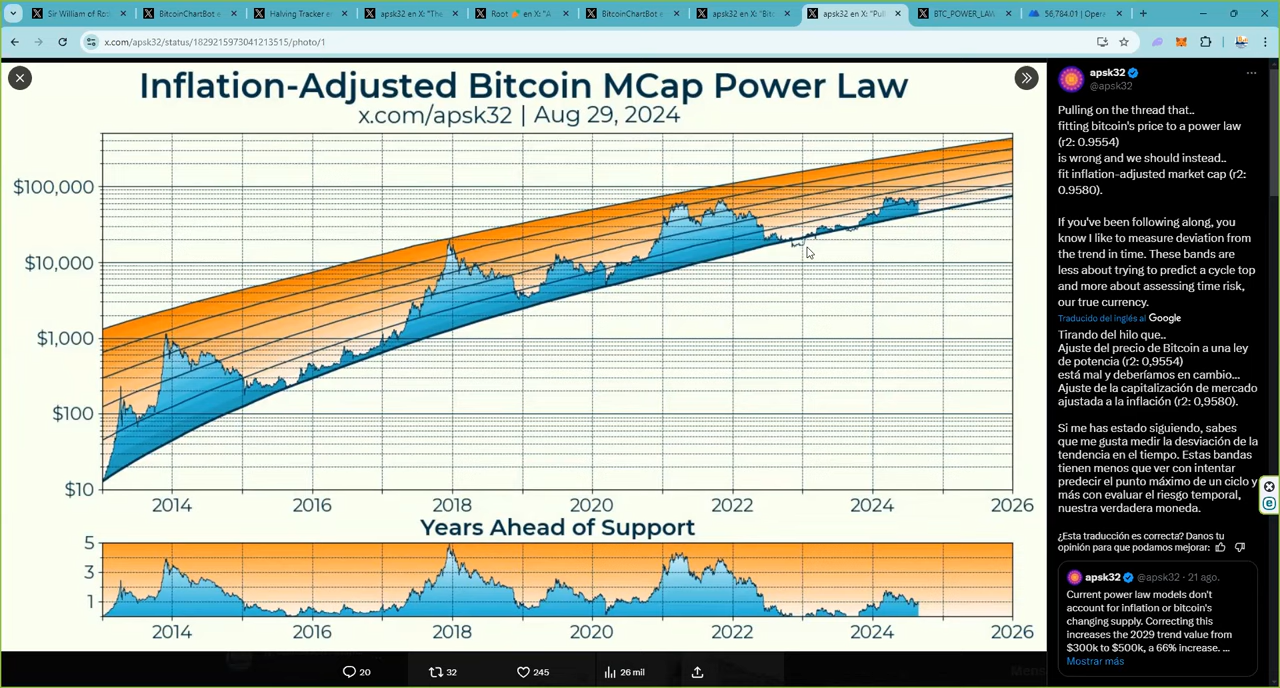 Sir William of Ro
BitcoinChartBot e
Halving Tracker e
apsk32 en X: "The
Root 🔸 en X: "A
BitcoinChartBot e
apsk32 en X: "Bit
apsk32 en X: "Pull
BTC_POWER_LAW
56,784.01 | Opera
x.com/apsk32/status/1829215973041213515/photo/1
Inflation-Adjusted Bitcoin MCap Power Law
x.com/apsk32 | Aug 29, 2024
$100,000
$10,000
$1,000
$100
$10
2014 2016 2018 2020 2022 2024 2026
Years Ahead of Support
5
3
1
2014 2016 2018 2020 2022 2024 2026
20 32 245 26 mil
apsk32
@apsk32
Pulling on the thread that..
fitting bitcoin's price to a power law
(r2: 0.9554)
is wrong and we should instead..
fit inflation-adjusted market cap (r2:
0.9580).
If you've been following along, you
know I like to measure deviation from
the trend in time. These bands are
less about trying to predict a cycle top
and more about assessing time risk,
our true currency.
Traducido del inglés al Google
Tirando del hilo que..
Ajuste del precio de Bitcoin a una ley
de potencia (r2: 0,9554)
está mal y deberíamos en cambio...
Ajuste de la capitalización de mercado
ajustada a la inflación (r2: 0,9580).
Si me has estado siguiendo, sabes
que me gusta medir la desviación de la
tendencia en el tiempo. Estas bandas
tienen menos que ver con intentar
predecir el punto máximo de un ciclo y
más con evaluar el riesgo temporal,
nuestra verdadera moneda.
¿Esta traducción es correcta? Danos tu
opinión para que podamos mejorar:
apsk32 @apsk32 · 21 ago.
Current power law models don't
account for inflation or bitcoin's
changing supply. Correcting this
increases the 2029 trend value from
$300k to $500k, a 66% increase. ...
Mostrar más